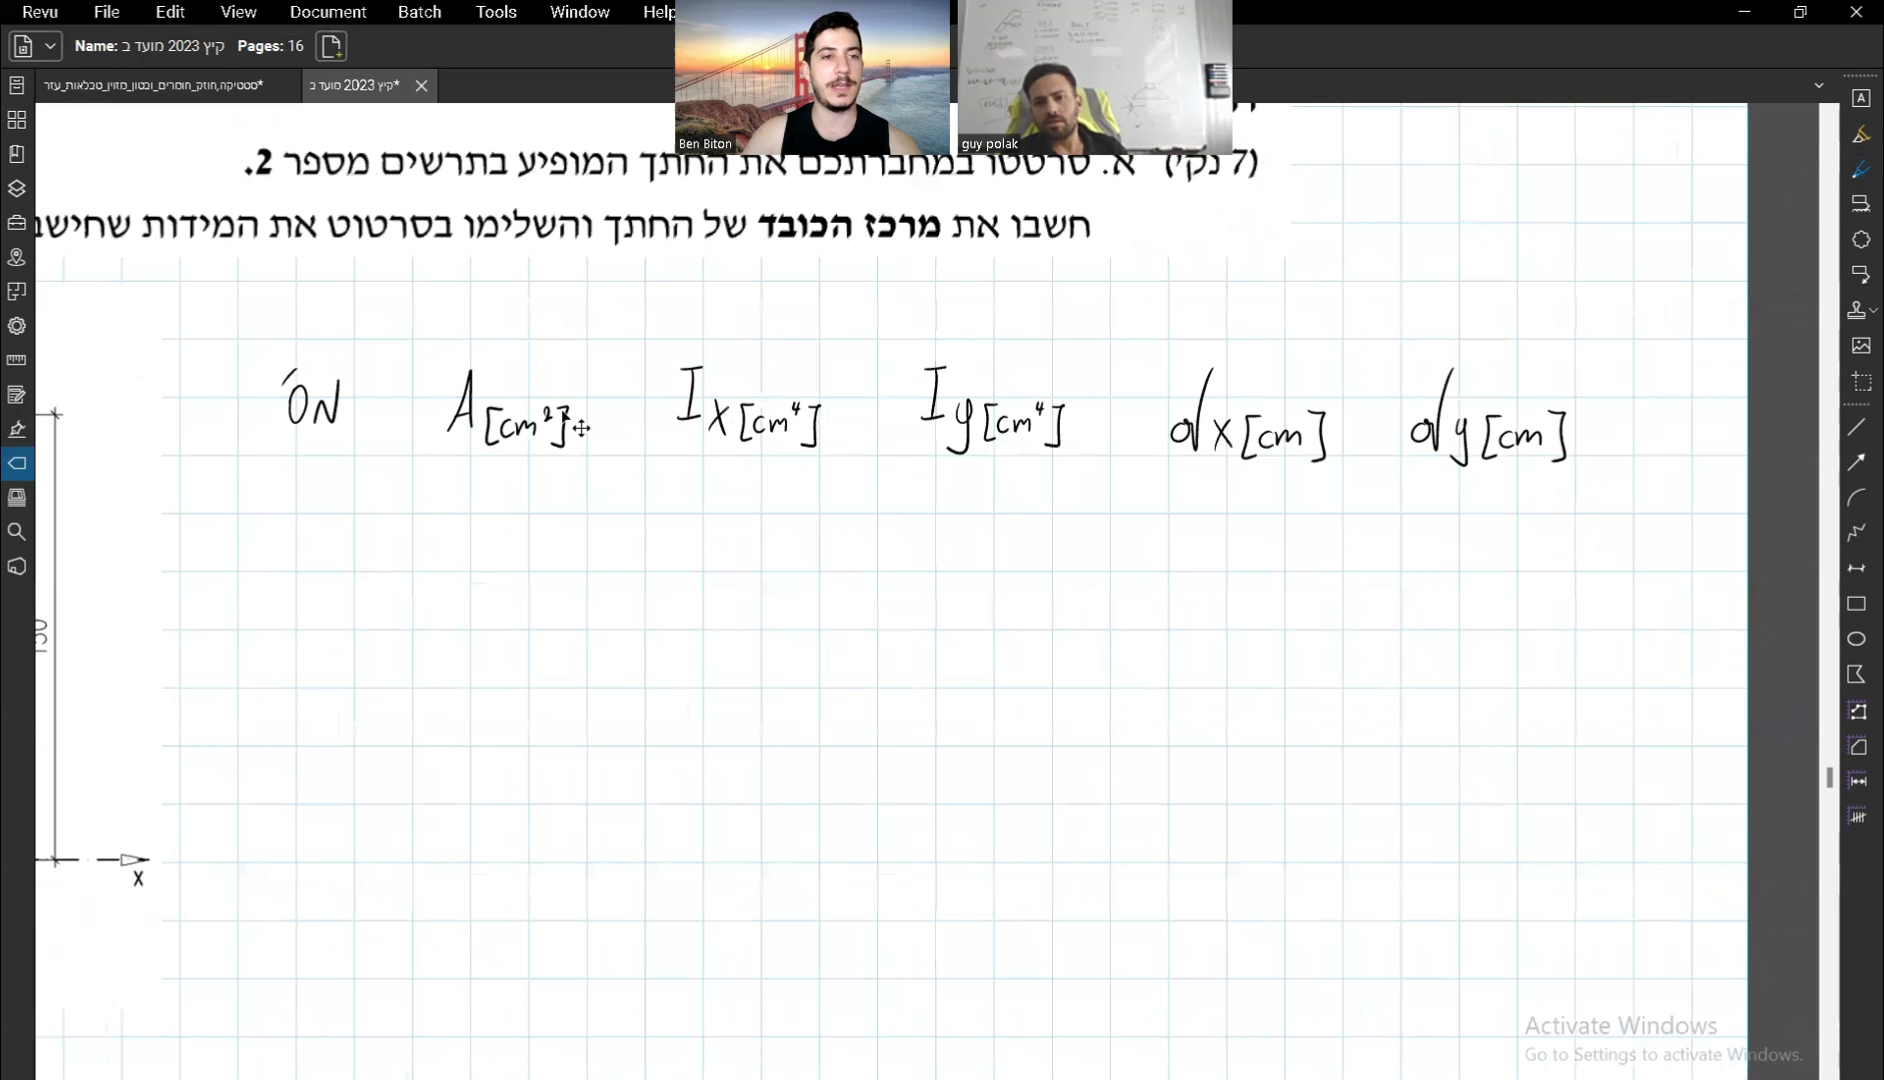 Revu File Edit View Document Batch Tools Window Help
Name: קיץ 2023 מועד ב Pages: 16
סטטיקה,חוזק_חומרים_ובטון_מזוין_טבלאות_עזר*
קיץ 2023 מועד ב*
Ben Biton
guy polak
(7 נקי) א. סרטטו במחברתכם את החתך המופיע בתרשים מספר 2.
חשבו את מרכז הכובד של החתך והשלימו בסרטוט את המידות שחישב
מס' A [cm²] Ix [cm⁴] Iy [cm⁴] dx [cm] dy [cm]
150
x
Activate Windows
Go to Settings to activate Windows.